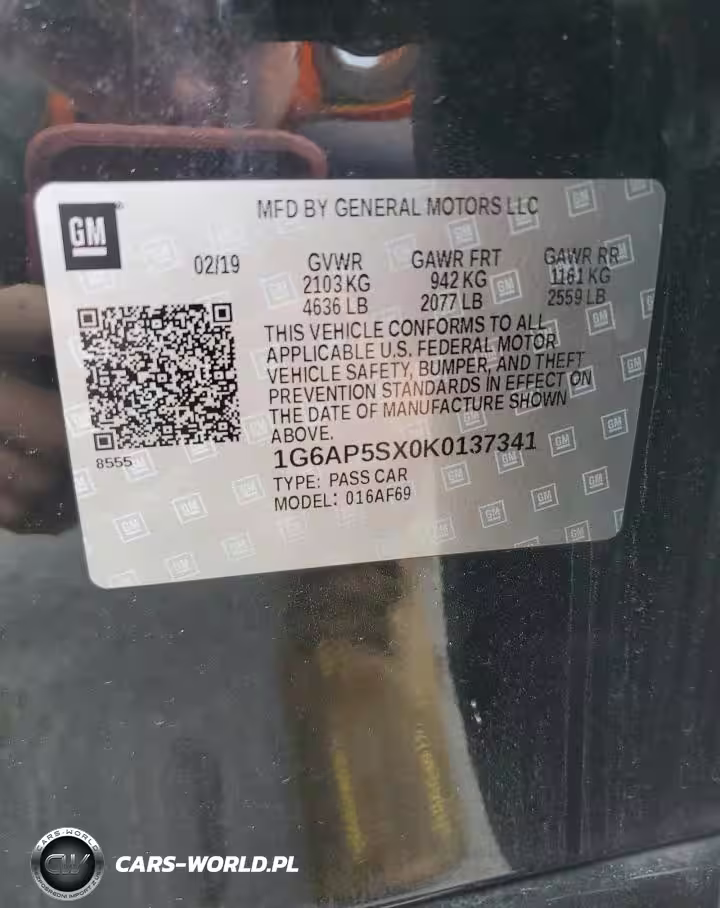 GM
MFD BY GENERAL MOTORS LLC
02/19
GVWR GAWR FRT GAWR RR
2103 KG 942 KG 1161 KG
4636 LB 2077 LB 2559 LB
THIS VEHICLE CONFORMS TO ALL
APPLICABLE U.S. FEDERAL MOTOR
VEHICLE SAFETY, BUMPER, AND THEFT
PREVENTION STANDARDS IN EFFECT ON
THE DATE OF MANUFACTURE SHOWN
ABOVE.
8555
1G6AP5SX0K0137341
TYPE: PASS CAR
MODEL: 016AF69
CARS-WORLD
CW
CARS-WORLD.PL